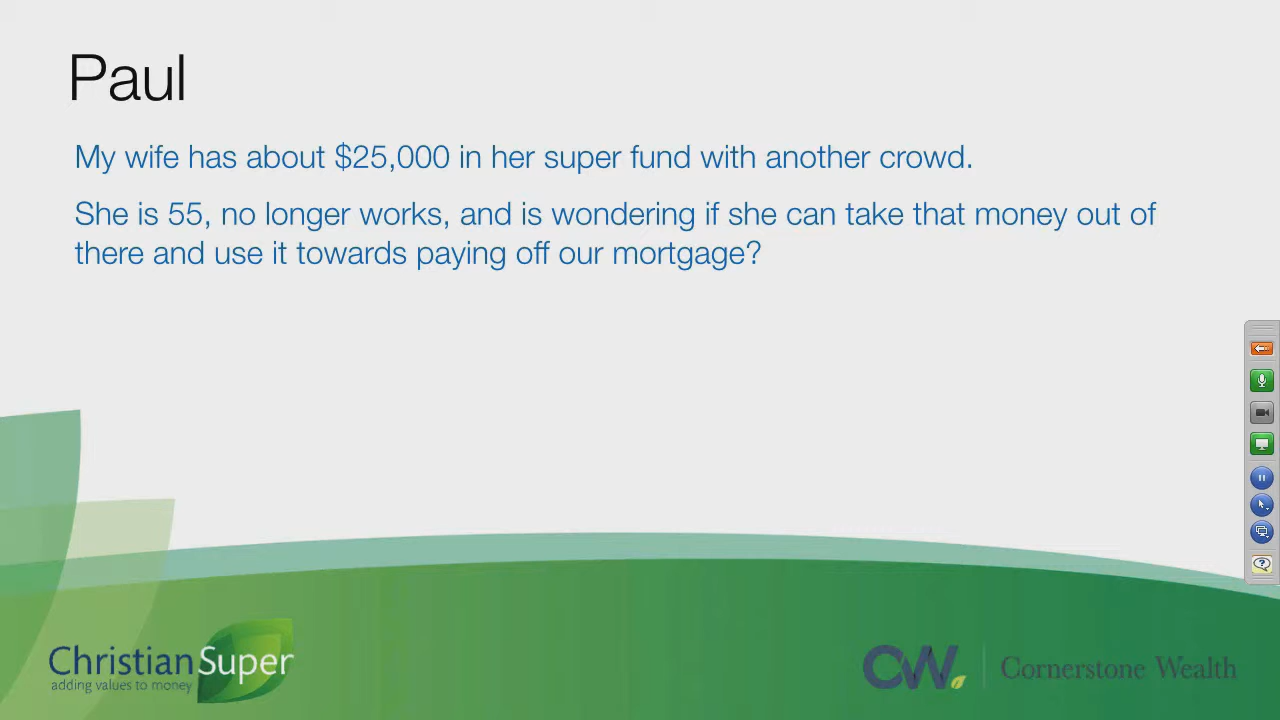 Paul
My wife has about $25,000 in her super fund with another crowd.
She is 55, no longer works, and is wondering if she can take that money out of
there and use it towards paying off our mortgage?
Christian Super
adding values to money
CW
Cornerstone Wealth